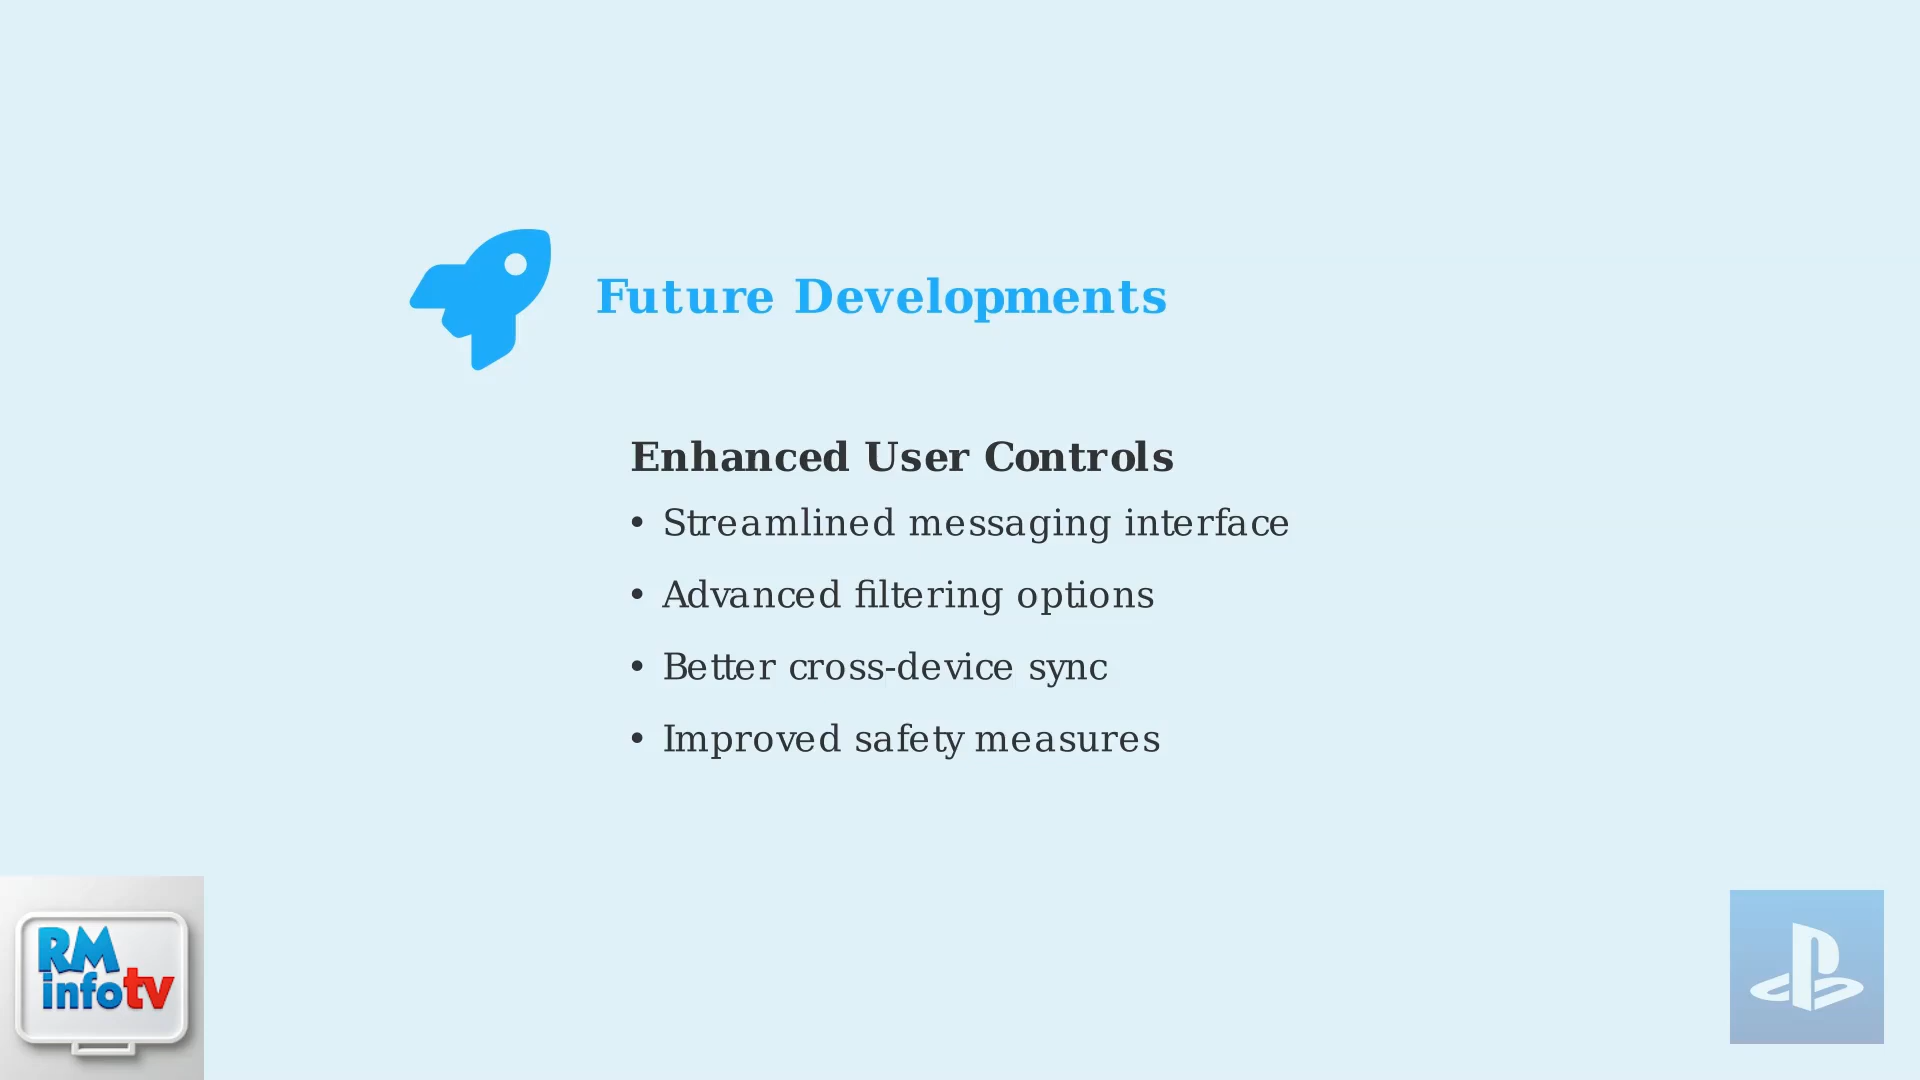 Future Developments
Enhanced User Controls
• Streamlined messaging interface
• Advanced filtering options
• Better cross-device sync
• Improved safety measures
RM
infotv